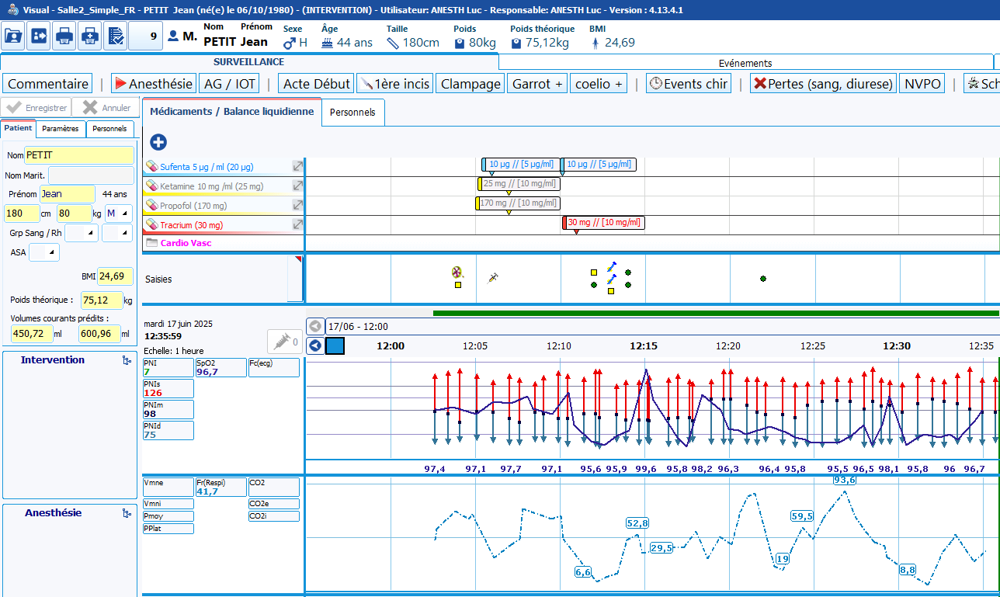 Visual - Salle2_Simple_FR - PETIT Jean (né(e) le 06/10/1980) - (INTERVENTION) - Utilisateur: ANESTH Luc - Responsable: ANESTH Luc - Version : 4.13.4.1
9
M.
Nom Prénom Sexe Âge Taille Poids Poids théorique BMI
PETIT Jean H 44 ans 180cm 80kg 75,12kg 24,69
SURVEILLANCE
Evénements
Commentaire | Anesthésie AG / IOT | Acte Début 1ère incis Clampage Garrot + coelio + | Events chir | Pertes (sang, diurese) NVPO | Sch
Enregistrer Annuler
Médicaments / Balance liquidienne Personnels
Patient Paramètres Personnels
Nom PETIT
Nom Marit.
Prénom Jean 44 ans
180 cm 80 kg M
Grp Sang / Rh
ASA
BMI 24,69
Poids théorique : 75,12 kg
Volumes courants prédits :
450,72 ml 600,96 ml
Intervention
Anesthésie
Sufenta 5 µg / ml (20 µg) 10 µg // [5 µg/ml] 10 µg // [5 µg/ml]
Ketamine 10 mg /ml (25 mg) 25 mg // [10 mg/ml]
Propofol (170 mg) 170 mg // [10 mg/ml]
Tracrium (30 mg) 30 mg // [10 mg/ml]
Cardio Vasc
Saisies
mardi 17 juin 2025
12:35:59
Echelle: 1 heure
0
17/06 - 12:00
12:00 12:05 12:10 12:15 12:20 12:25 12:30 12:35
PNI SpO2 Fc(ecg)
7 96,7
PNIs
126
PNIm
98
PNId
75
97,4 97,1 97,7 97,1 95,6 95,9 99,6 95,8 98,2 96,3 96,4 95,8 95,5 96,5 98,1 95,8 96 96,7
Vmne Fr(Respi) CO2
41,7
Vmni CO2e
Pmoy CO2i
PPlat
93,6
52,8 59,5
29,5
19
6,6 8,8